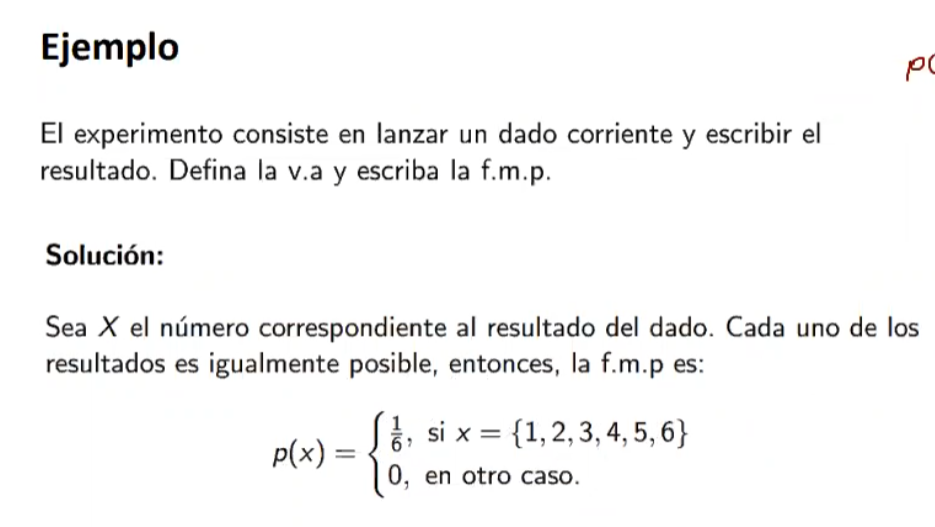 Ejemplo
p(
El experimento consiste en lanzar un dado corriente y escribir el
resultado. Defina la v.a y escriba la f.m.p.
Solución:
Sea X el número correspondiente al resultado del dado. Cada uno de los
resultados es igualmente posible, entonces, la f.m.p es:
p(x) = { 1/6, si x = {1, 2, 3, 4, 5, 6}
0, en otro caso.